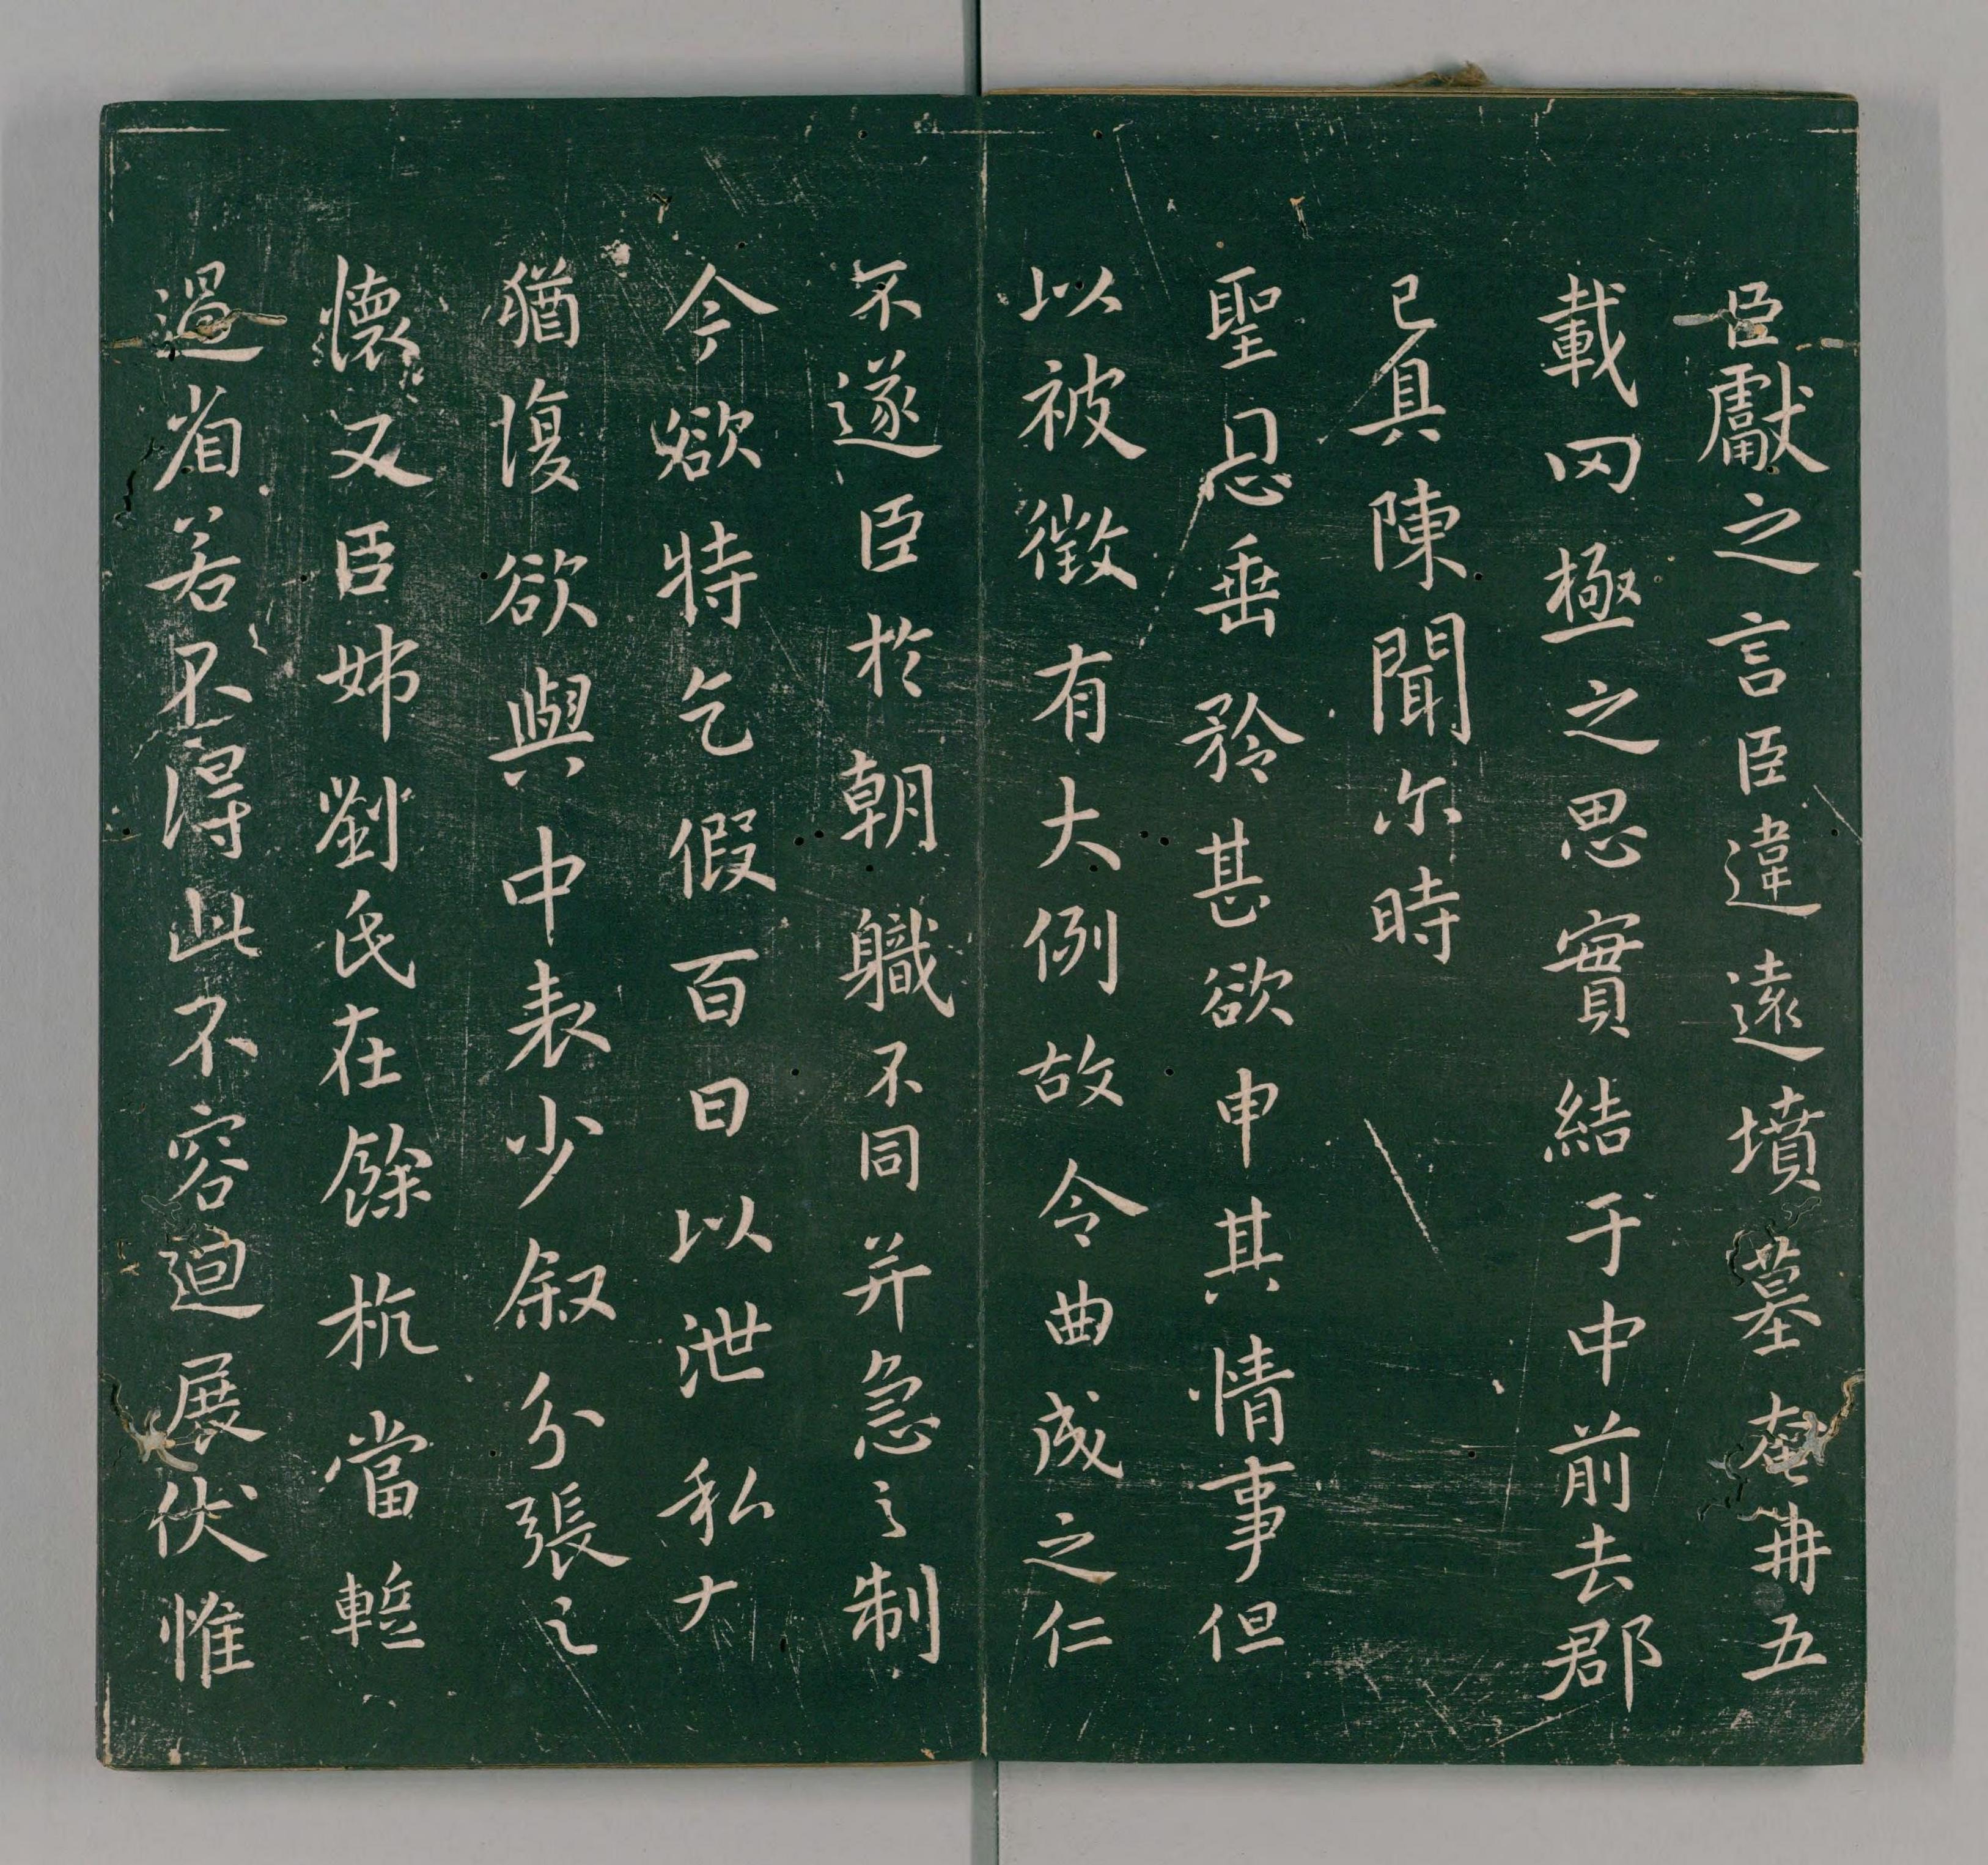 臣獻之言臣違遠墳墓奄冉五
載罔極之思實結于中前去郡
已具陳聞尔時
聖恩垂矜甚欲申其情事但
以被徵有大例故令曲成之仁
不遂臣於朝職不同并急之制
今欲特乞假百日以泄私
猶復欲與中表少叙分張之
懷又臣姊劉氏在餘杭當暫
過省若不得此不容迴展伏惟